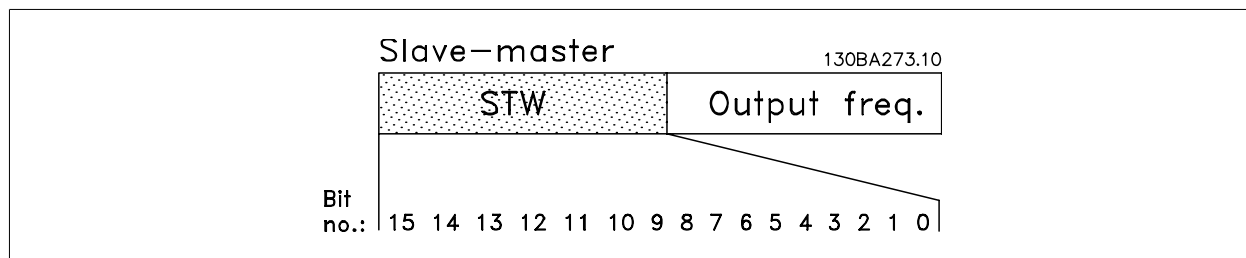 Slave-master
130BA273.10
STW
Output freq.
Bit
no.: 15 14 13 12 11 10 9 8 7 6 5 4 3 2 1 0